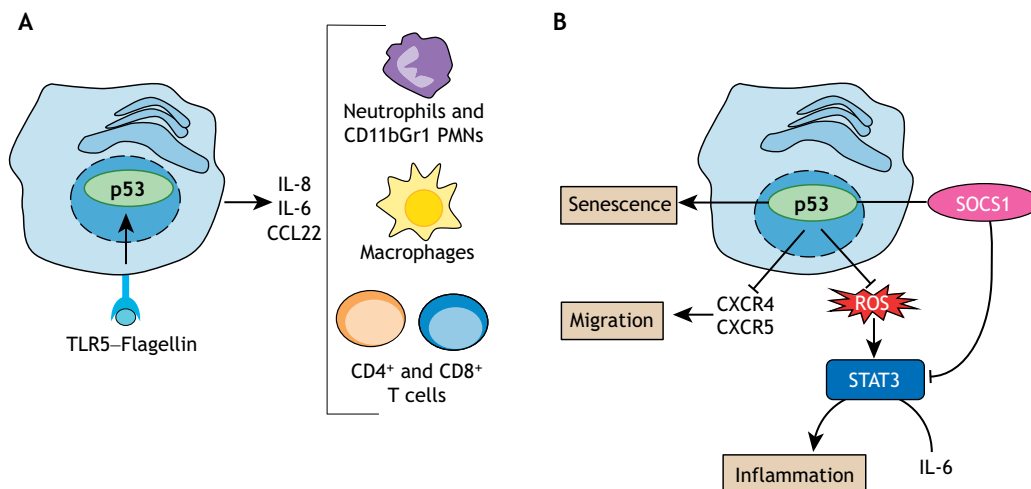 A
p53
TLR5–Flagellin
IL-8
IL-6
CCL22
Neutrophils and
CD11bGr1 PMNs
Macrophages
CD4⁺ and CD8⁺
T cells
B
Senescence
p53
SOCS1
Migration
CXCR4
CXCR5
ROS
STAT3
Inflammation
IL-6